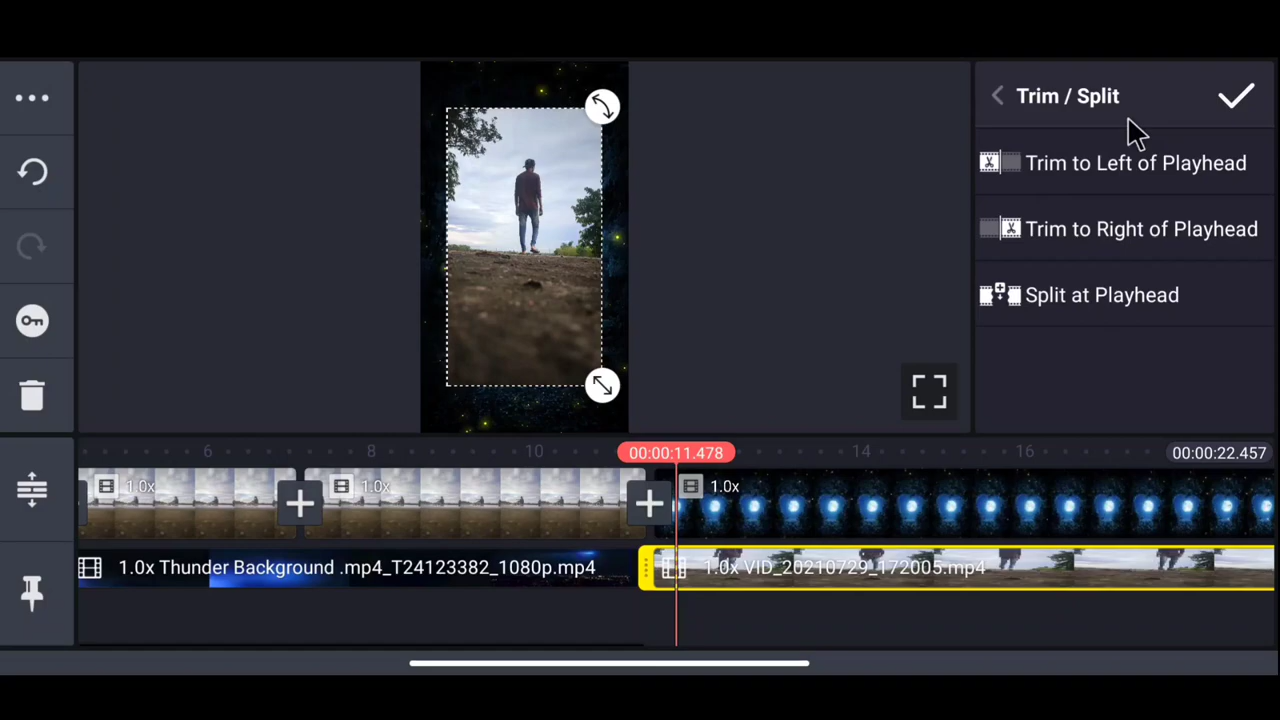 Trim / Split
Trim to Left of Playhead
Trim to Right of Playhead
Split at Playhead
6 8 10 00:00:11.478 14 16 00:00:22.457
1.0x 1.0x 1.0x
1.0x Thunder Background .mp4_T24123382_1080p.mp4 1.0x VID_20210729_172005.mp4